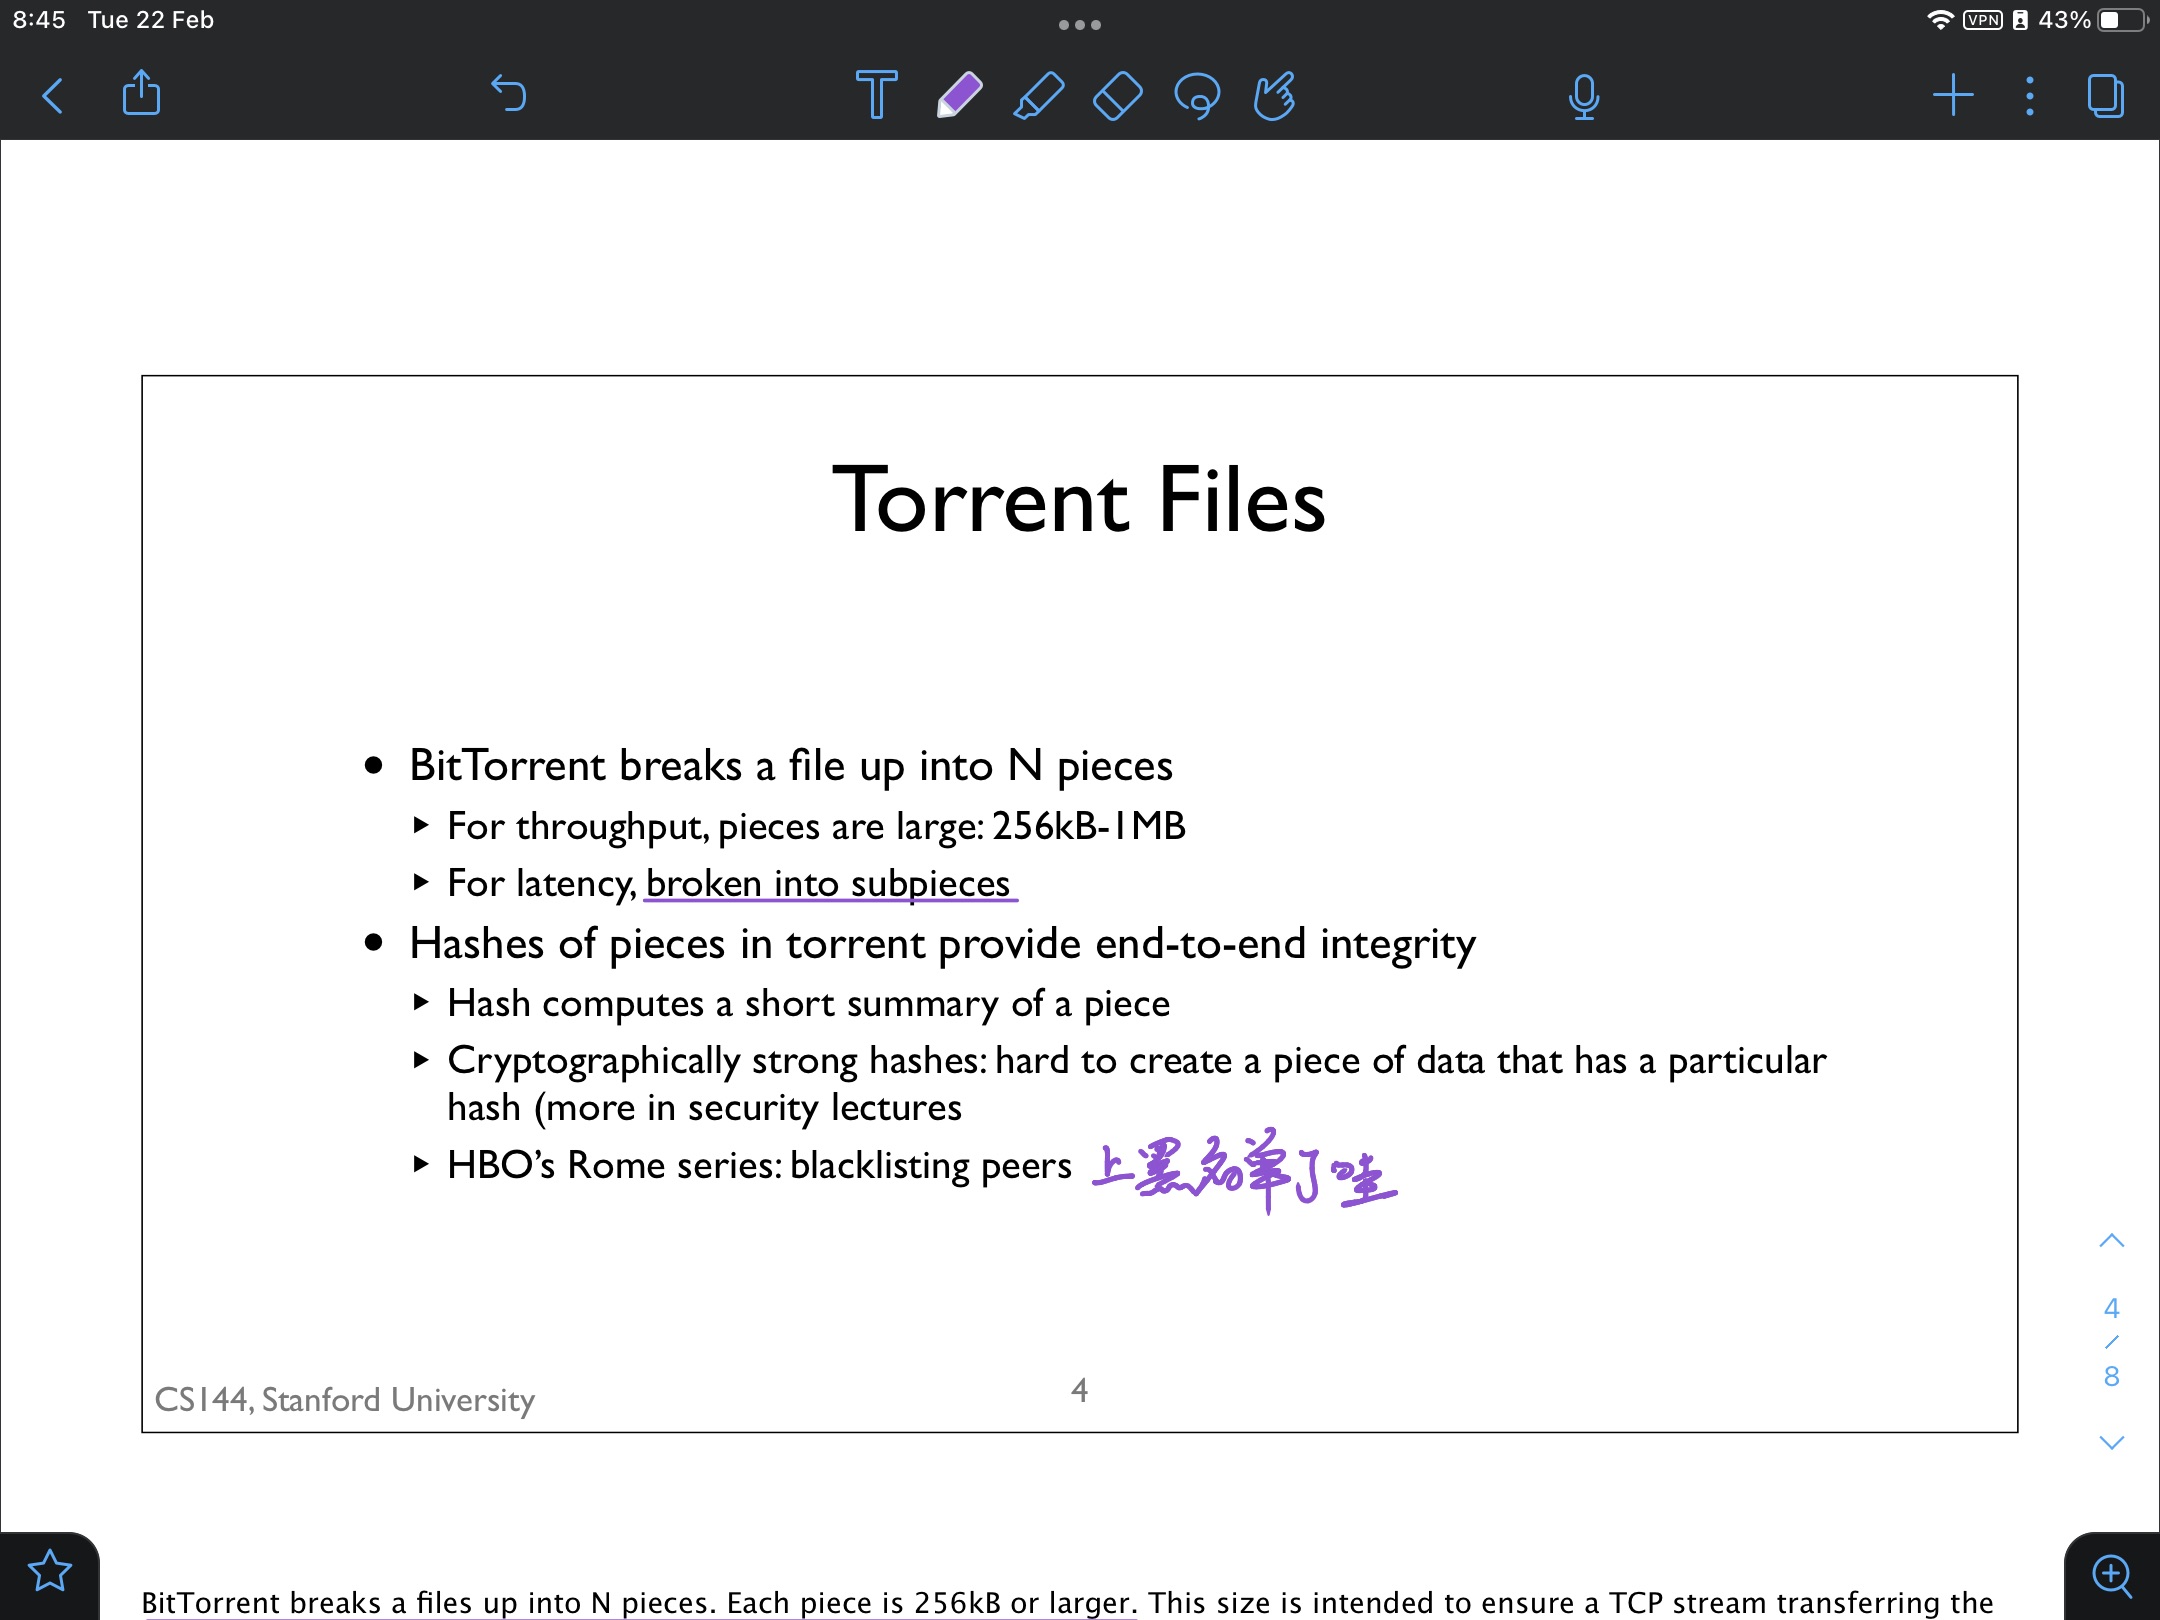 8:45 Tue 22 Feb
VPN 43%
Torrent Files
• BitTorrent breaks a file up into N pieces
▸ For throughput, pieces are large: 256kB-1MB
▸ For latency, broken into subpieces
• Hashes of pieces in torrent provide end-to-end integrity
▸ Hash computes a short summary of a piece
▸ Cryptographically strong hashes: hard to create a piece of data that has a particular
hash (more in security lectures
▸ HBO’s Rome series: blacklisting peers 上黑名单了哇
4
/
8
CS144, Stanford University 4
BitTorrent breaks a files up into N pieces. Each piece is 256kB or larger. This size is intended to ensure a TCP stream transferring the